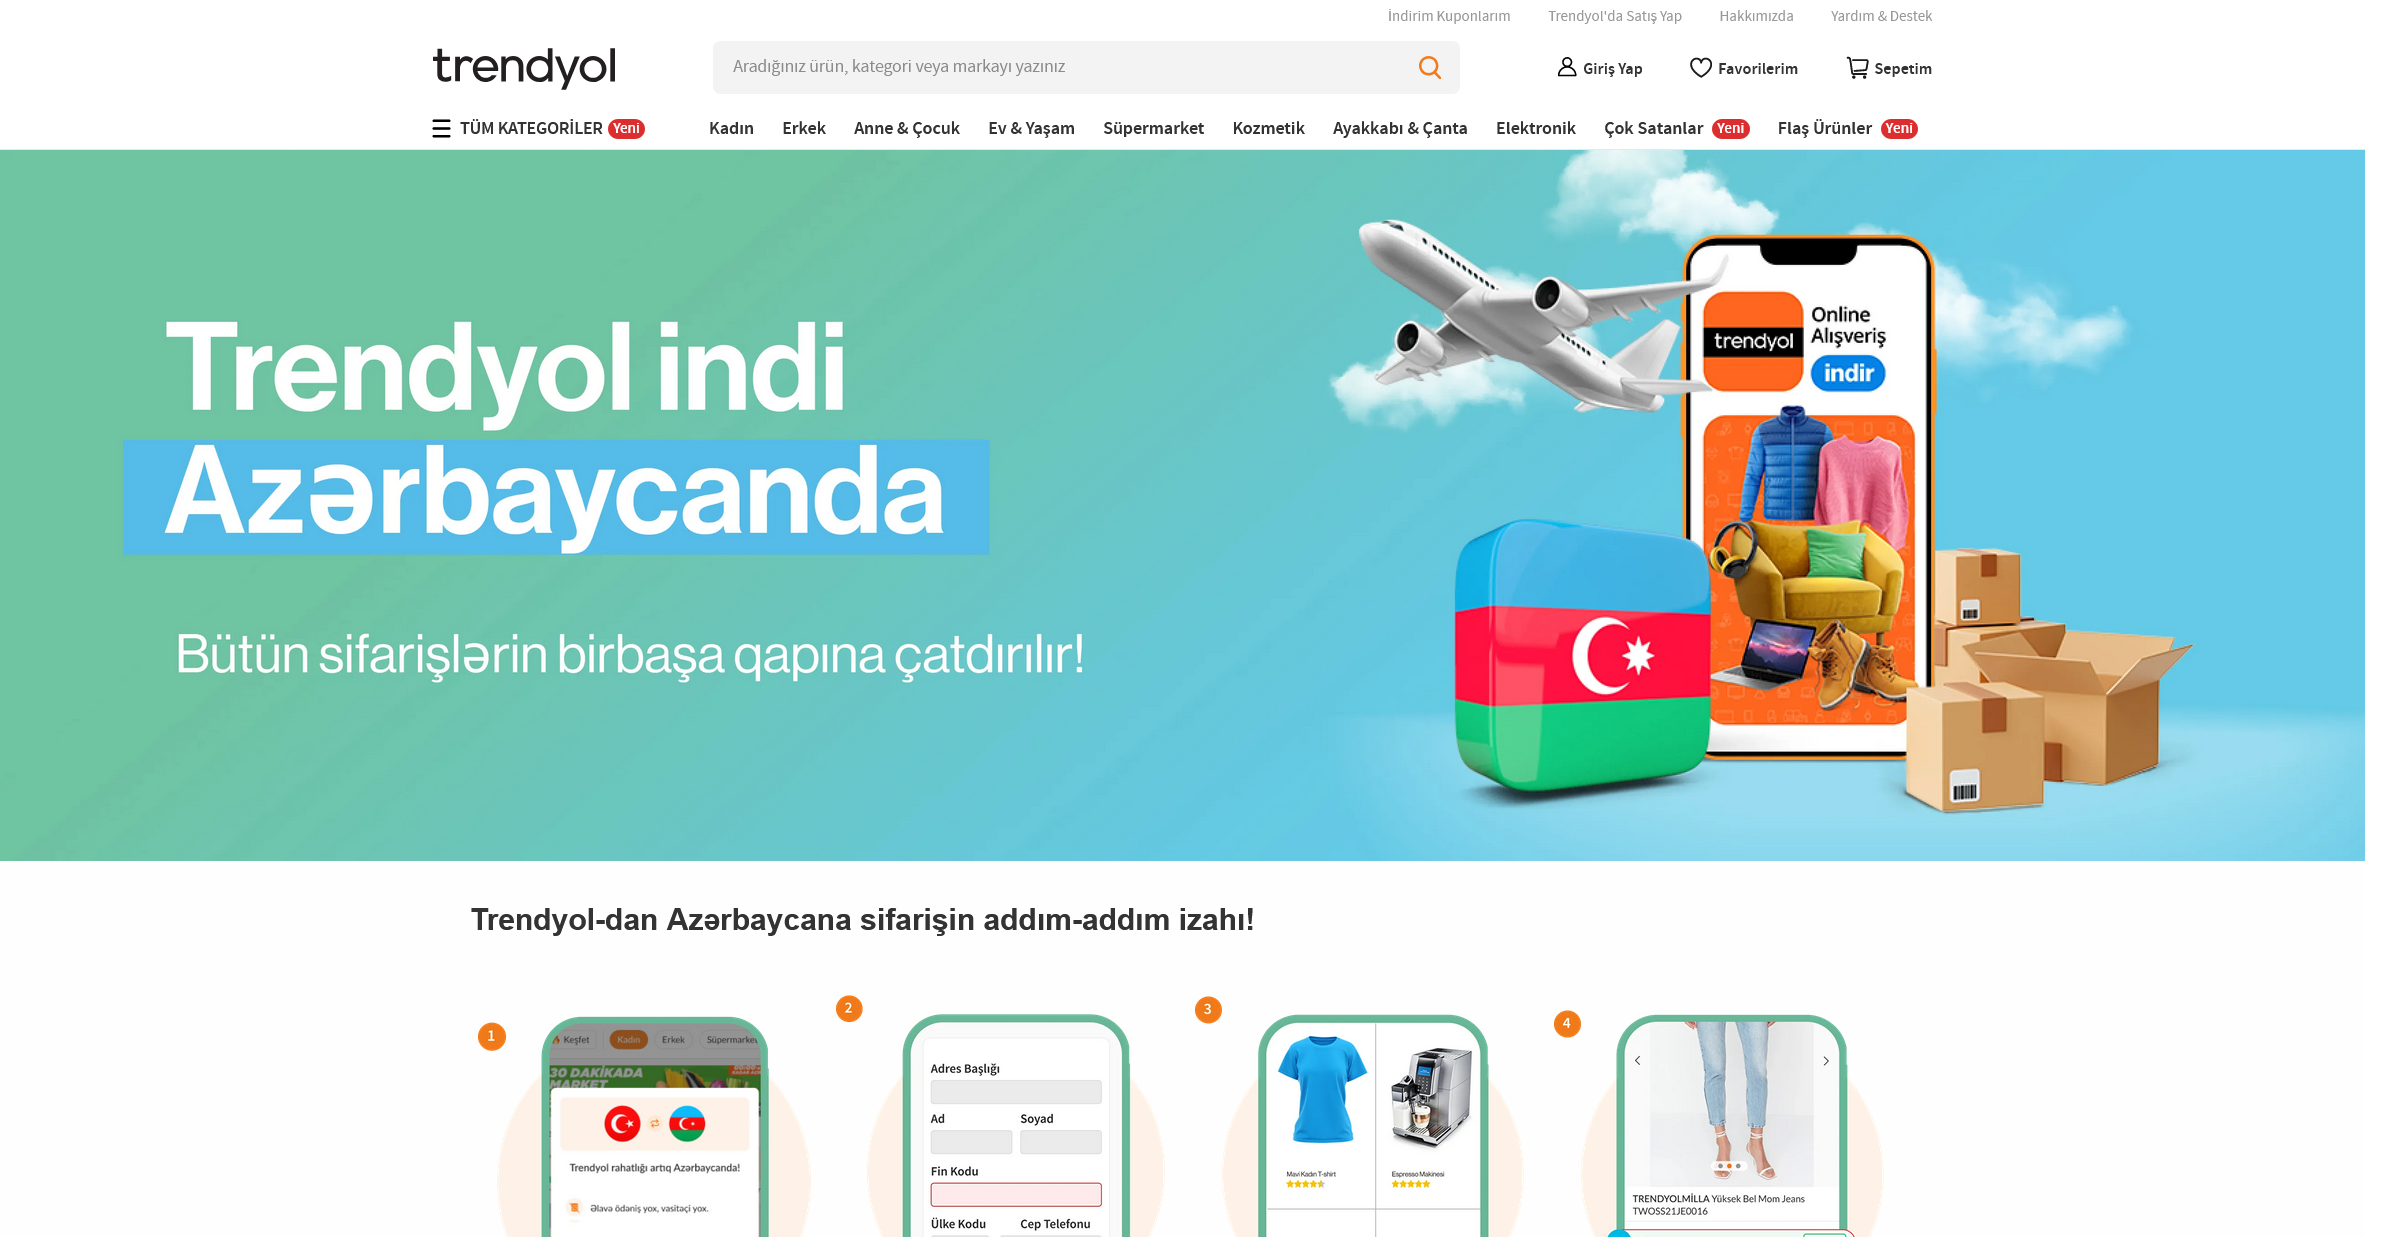 İndirim Kuponlarım Trendyol'da Satış Yap Hakkımızda Yardım & Destek
trendyol
Aradığınız ürün, kategori veya markayı yazınız
Giriş Yap Favorilerim Sepetim
TÜM KATEGORİLER Yeni Kadın Erkek Anne & Çocuk Ev & Yaşam Süpermarket Kozmetik Ayakkabı & Çanta Elektronik Çok Satanlar Yeni Flaş Ürünler Yeni
Trendyol indi
Azərbaycanda
Bütün sifarişlərin birbaşa qapına çatdırılır!
trendyol
Online
Alışveriş
indir
Trendyol-dan Azərbaycana sifarişin addım-addım izahı!
1
Keşfet Kadın Erkek Süpermarket
30 DAKİKADA
MARKET
Trendyol rahatlığı artıq Azərbaycanda!
Əlavə ödəniş yox, vasitəçi yox.
2
Adres Başlığı
Ad Soyad
Fin Kodu
Ülke Kodu Cep Telefonu
3
Mavi Kadın T-shirt
Espresso Makinesi
4
TRENDYOLMİLLA Yüksek Bel Mom Jeans
TWOSS21JE0016